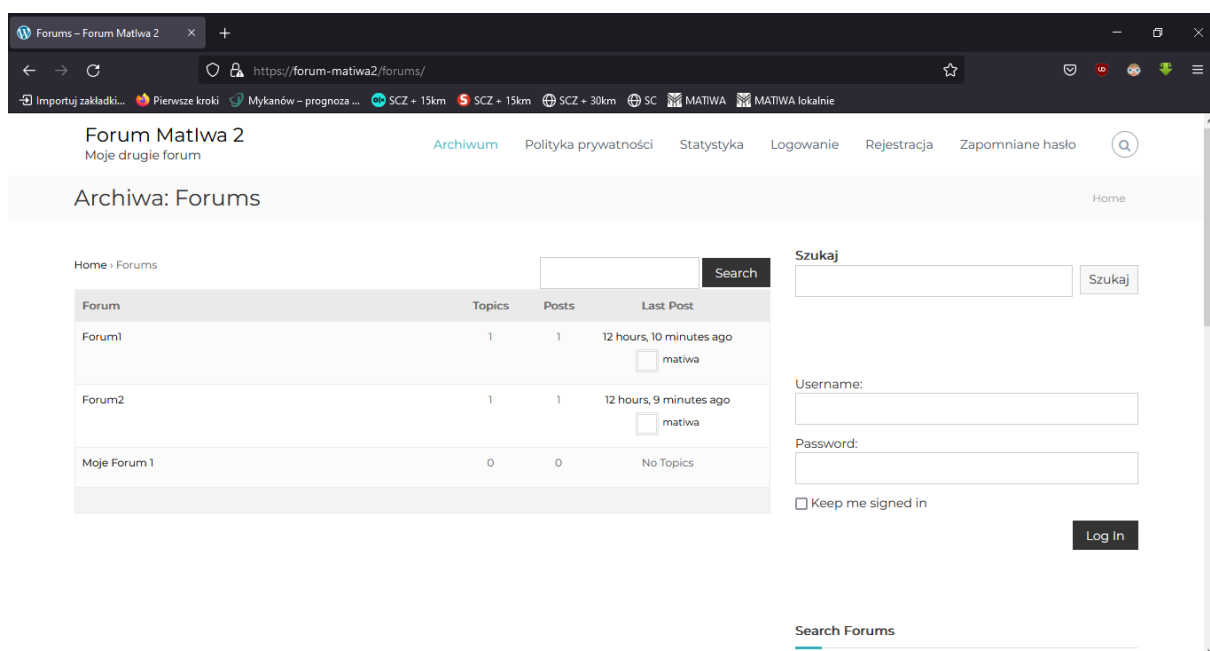 Forums – Forum MatIwa 2
https://forum-matiwa2/forums/
Importuj zakładki... Pierwsze kroki Mykanów – prognoza ... SCZ + 15km SCZ + 15km SCZ + 30km SC MATIWA MATIWA lokalnie
Forum MatIwa 2
Moje drugie forum
Archiwum Polityka prywatności Statystyka Logowanie Rejestracja Zapomniane hasło
Archiwa: Forums
Home
Home › Forums
Search
Szukaj
Szukaj
Forum Topics Posts Last Post
Forum1 1 1 12 hours, 10 minutes ago
matiwa
Forum2 1 1 12 hours, 9 minutes ago
matiwa
Moje Forum 1 0 0 No Topics
Username:
Password:
Keep me signed in
Log In
Search Forums